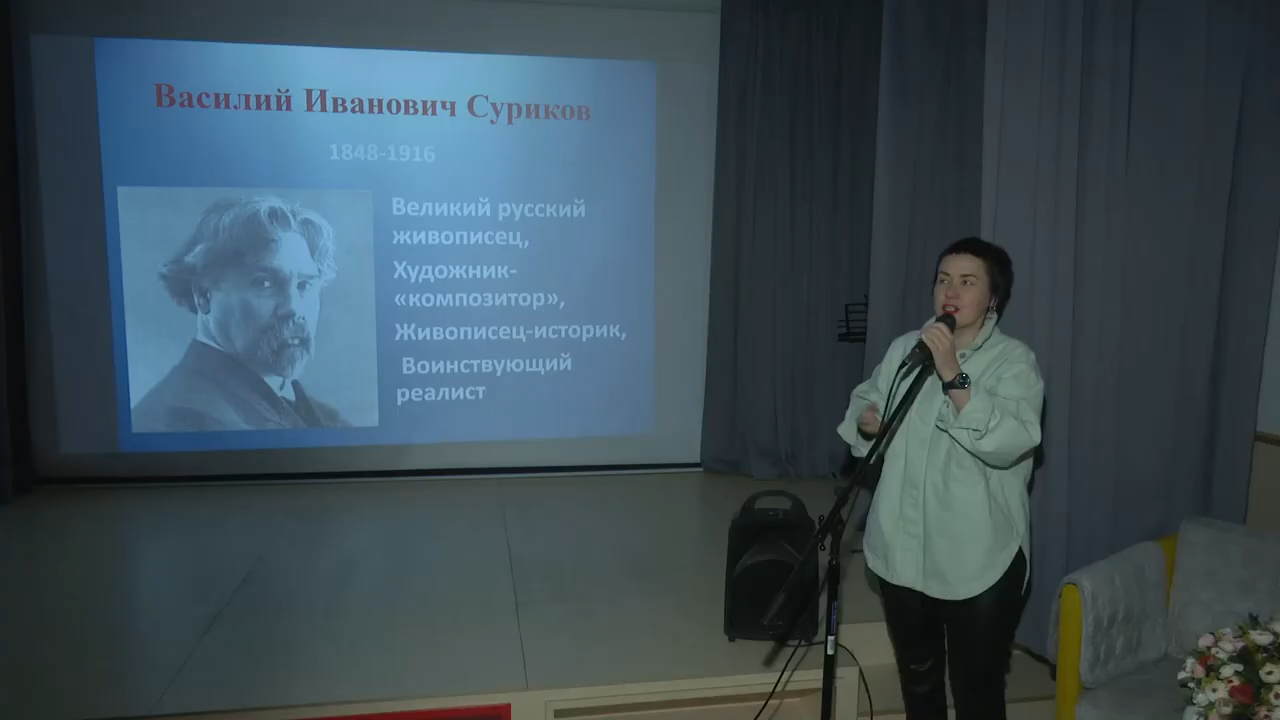 Василий Иванович Суриков
1848-1916
Великий русский
живописец,
Художник-
«композитор»,
Живописец-историк,
Воинствующий
реалист